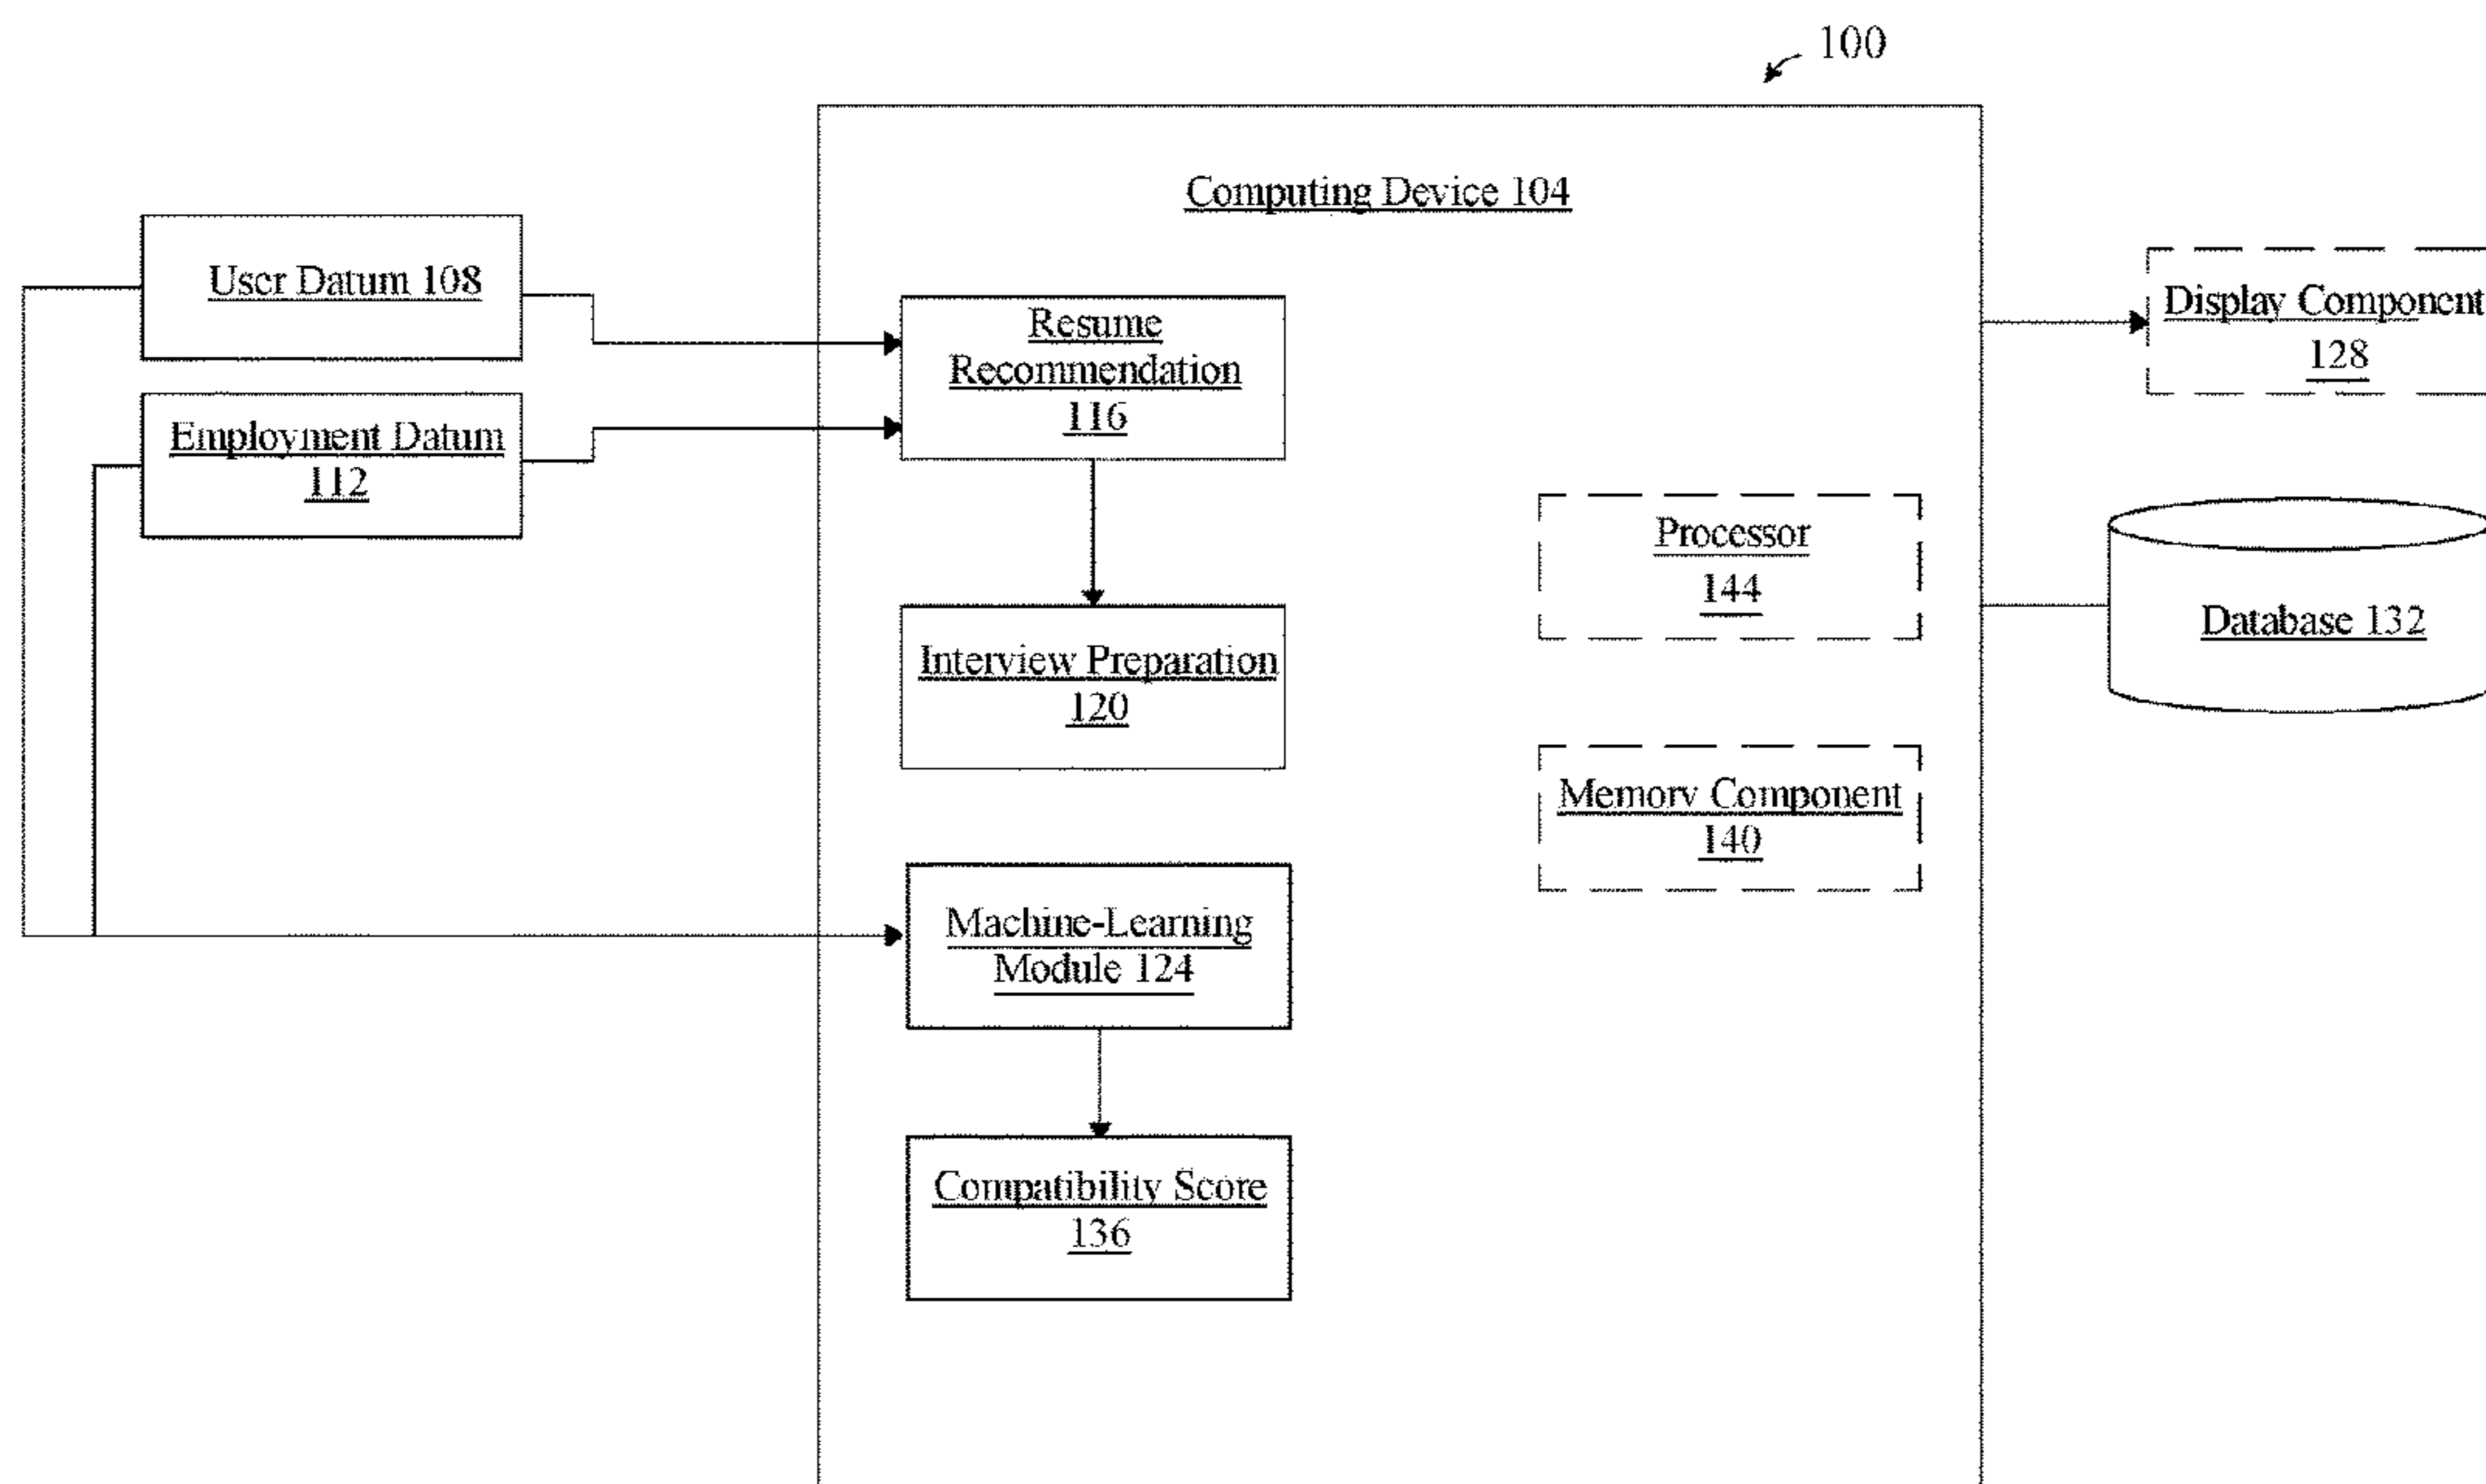 100
Computing Device 104
User Datum 108
Employment Datum
112
Resume
Recommendation
116
Interview Preparation
120
Machine-Learning
Module 124
Compatibility Score
136
Processor
144
Memory Component
140
Display Component
128
Database 132